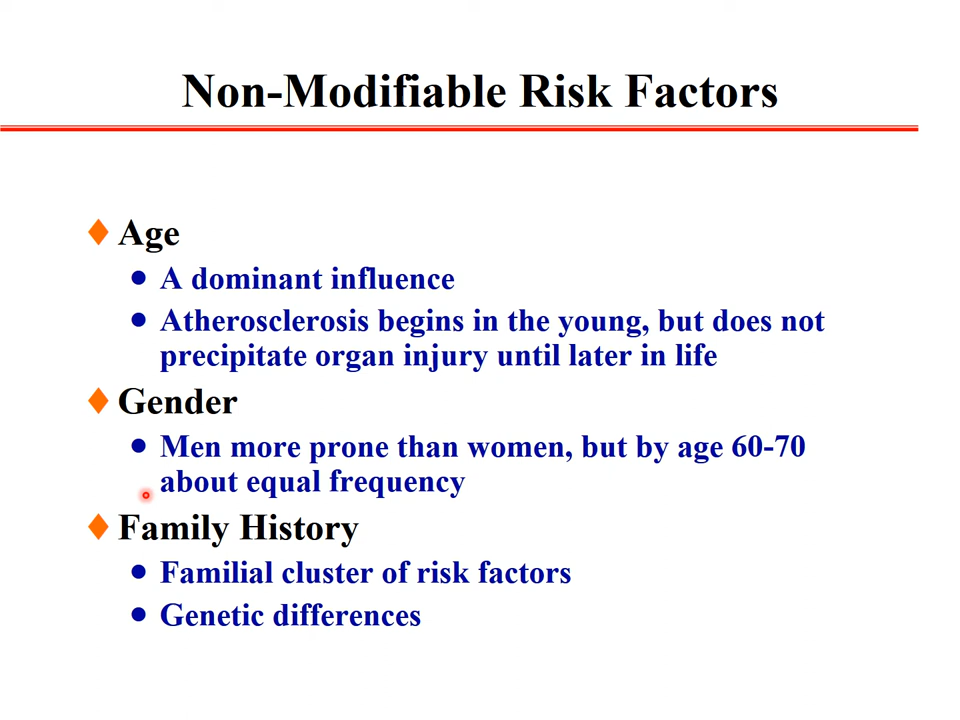 Non-Modifiable Risk Factors
Age
A dominant influence
Atherosclerosis begins in the young, but does not
precipitate organ injury until later in life
Gender
Men more prone than women, but by age 60-70
about equal frequency
Family History
Familial cluster of risk factors
Genetic differences